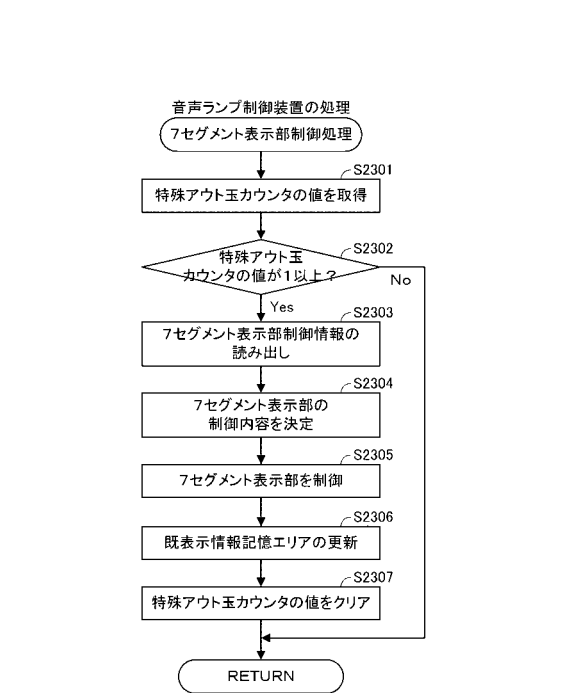 音声ランプ制御装置の処理
7セグメント表示部制御処理
S2301
特殊アウト玉カウンタの値を取得
S2302
特殊アウト玉
カウンタの値が1以上?
No
Yes
S2303
7セグメント表示部制御情報の
読み出し
S2304
7セグメント表示部の
制御内容を決定
S2305
7セグメント表示部を制御
S2306
既表示情報記憶エリアの更新
S2307
特殊アウト玉カウンタの値をクリア
RETURN